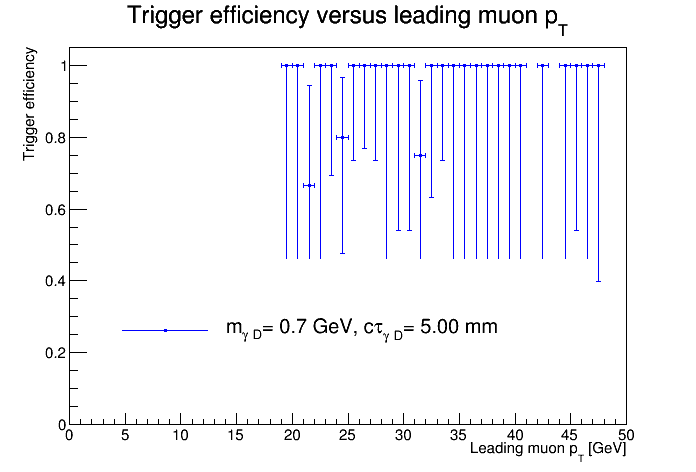 Trigger efficiency versus leading muon p_T
Trigger efficiency
1
0.8
0.6
0.4
0.2
0
m_γ D= 0.7 GeV, cτ_γ D= 5.00 mm
0 5 10 15 20 25 30 35 40 45 50
Leading muon p_T [GeV]